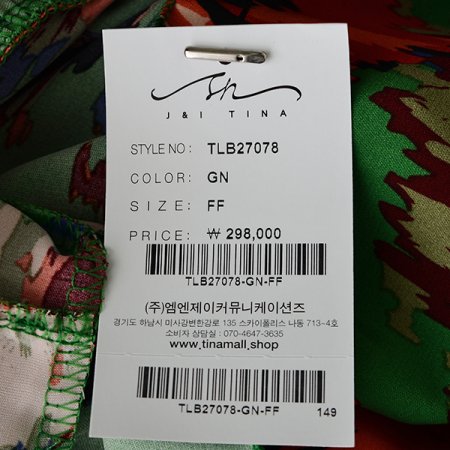 sn
J & I TINA
STYLE NO : TLB27078
COLOR: GN
SIZE: FF
PRICE: ₩ 298,000
TLB27078-GN-FF
(주)엠엔제이커뮤니케이션즈
경기도 하남시 미사강변한강로 135 스카이폴리스 나동 713-4호
소비자 상담실 : 070-4647-3635
www.tinamall.shop
TLB27078-GN-FF 149